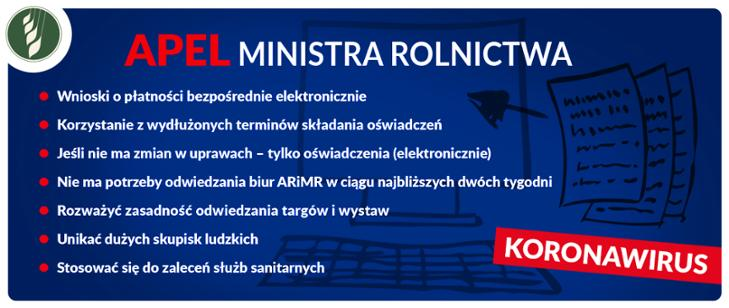 APEL MINISTRA ROLNICTWA
Wnioski o płatności bezpośrednie elektronicznie
Korzystanie z wydłużonych terminów składania oświadczeń
Jeśli nie ma zmian w uprawach – tylko oświadczenia (elektronicznie)
Nie ma potrzeby odwiedzania biur ARiMR w ciągu najbliższych dwóch tygodni
Rozważyć zasadność odwiedzania targów i wystaw
Unikać dużych skupisk ludzkich
Stosować się do zaleceń służb sanitarnych
KORONAWIRUS